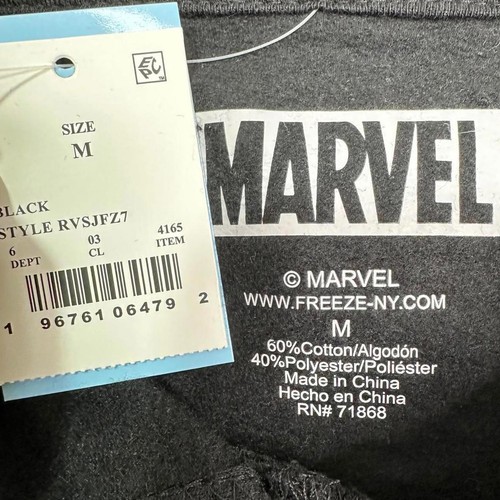 EPC™
SIZE
M
BLACK
STYLE RVSJFZ7
6 03 4165
DEPT CL ITEM
1 96761 06479 2
MARVEL
© MARVEL
WWW.FREEZE-NY.COM
M
60%Cotton/Algodón
40%Polyester/Poliéster
Made in China
Hecho en China
RN# 71868